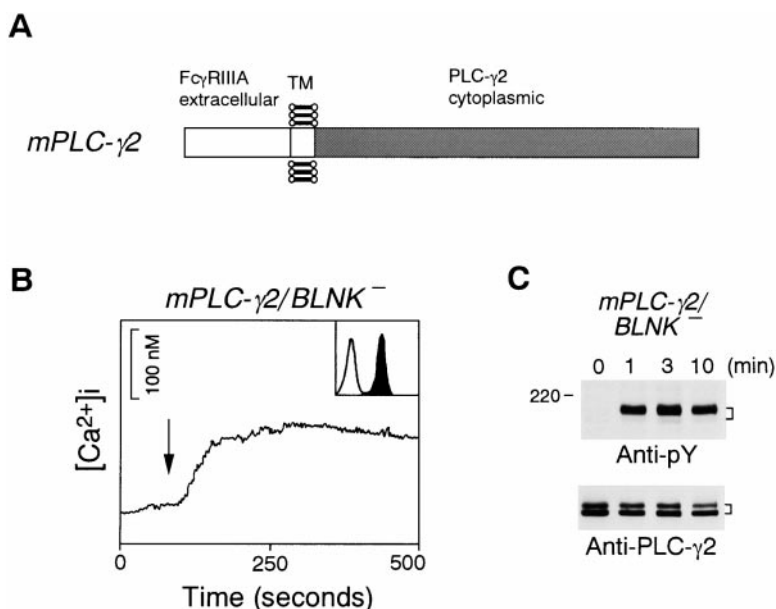 A
FcγRIIIA
extracellular
TM
PLC-γ2
cytoplasmic
mPLC-γ2
B
mPLC-γ2/BLNK⁻
100 nM
[Ca²⁺]i
0
250
500
Time (seconds)
C
mPLC-γ2/
BLNK⁻
0 1 3 10 (min)
220
Anti-pY
Anti-PLC-γ2